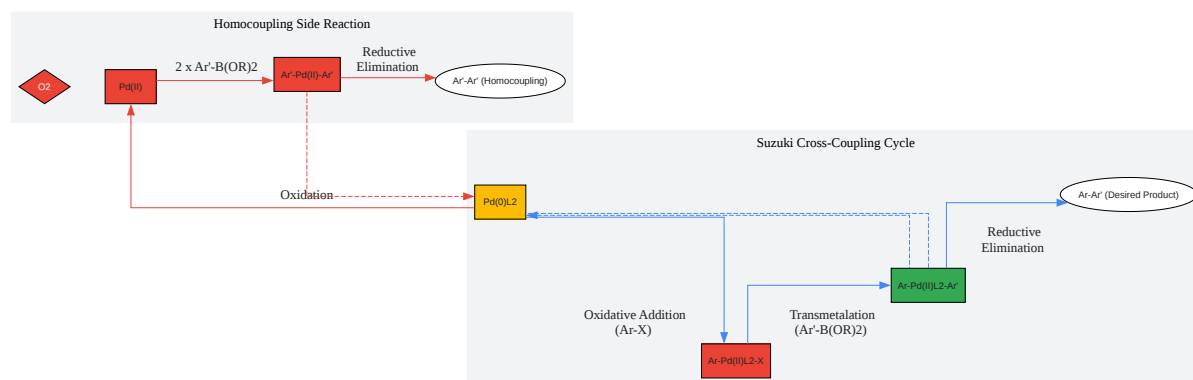 Homocoupling Side Reaction
O2
Pd(II)
2 x Ar'-B(OR)2
Ar'-Pd(II)-Ar'
Reductive
Elimination
Ar'-Ar' (Homocoupling)
Suzuki Cross-Coupling Cycle
Oxidation
Pd(0)L2
Ar-Ar' (Desired Product)
Reductive
Elimination
Ar-Pd(II)L2-Ar'
Oxidative Addition
(Ar-X)
Transmetalation
(Ar'-B(OR)2)
Ar-Pd(II)L2-X